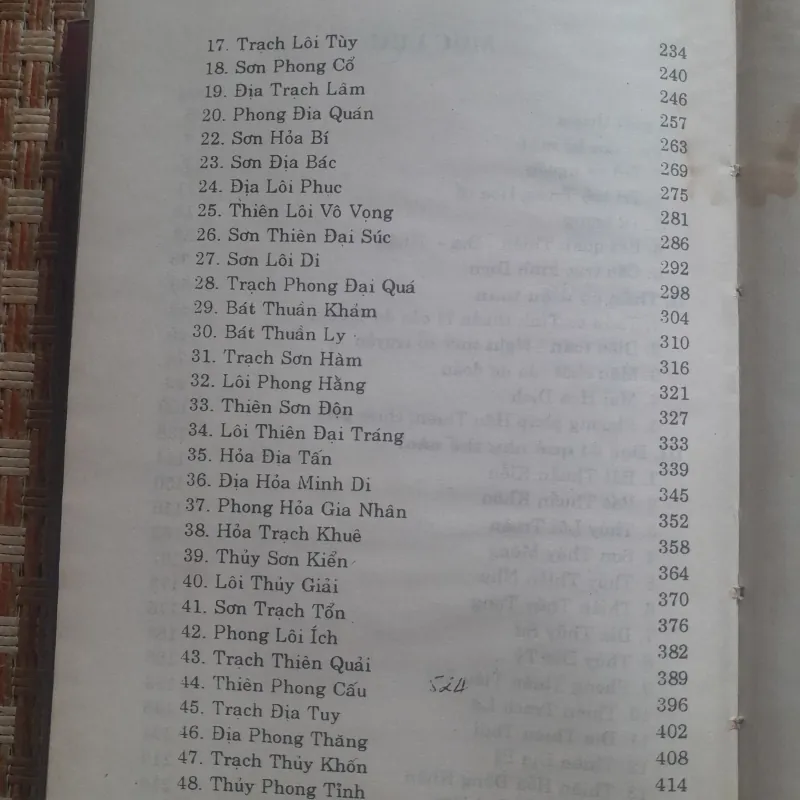 17. Trạch Lôi Tùy 234
18. Sơn Phong Cổ 240
19. Địa Trạch Lâm 246
20. Phong Đia Quán 257
22. Sơn Hỏa Bí 263
23. Sơn Địa Bác 269
24. Địa Lôi Phục 275
25. Thiên Lôi Vô Vọng 281
26. Sơn Thiên Đại Súc 286
27. Sơn Lôi Di 292
28. Trạch Phong Đại Quá 298
29. Bát Thuần Khảm 304
30. Bát Thuần Ly 310
31. Trạch Sơn Hàm 316
32. Lôi Phong Hằng 321
33. Thiên Sơn Độn 327
34. Lôi Thiên Đại Tráng 333
35. Hỏa Địa Tấn 339
36. Địa Hỏa Minh Di 345
37. Phong Hỏa Gia Nhân 352
38. Hỏa Trạch Khuê 358
39. Thủy Sơn Kiển 364
40. Lôi Thủy Giải 370
41. Sơn Trạch Tổn 376
42. Phong Lôi Ích 382
43. Trạch Thiên Quải 389
44. Thiên Phong Cấu 396
45. Trạch Địa Tuy 402
46. Địa Phong Thăng 408
47. Trạch Thủy Khốn 414
48. Thủy Phong Tỉnh